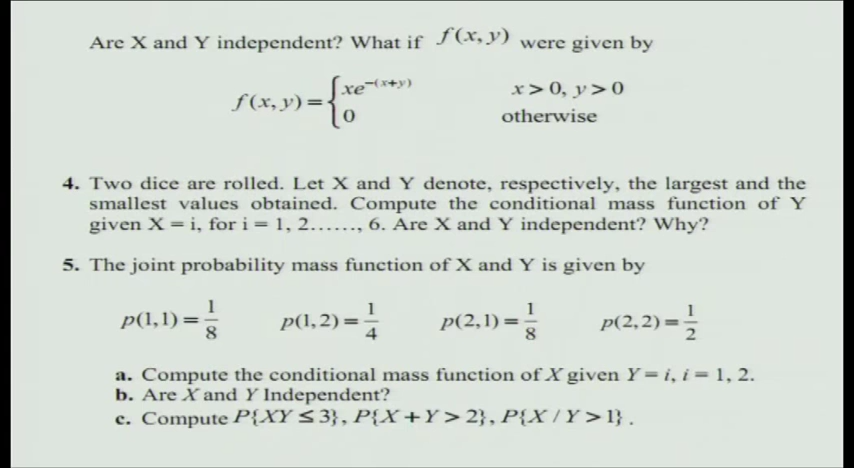 Are X and Y independent? What if f(x, y) were given by
f(x, y) = { xe^{-(x+y)} x > 0, y > 0
0 otherwise
4. Two dice are rolled. Let X and Y denote, respectively, the largest and the
smallest values obtained. Compute the conditional mass function of Y
given X = i, for i = 1, 2......, 6. Are X and Y independent? Why?
5. The joint probability mass function of X and Y is given by
p(1,1) = 1/8 p(1,2) = 1/4 p(2,1) = 1/8 p(2,2) = 1/2
a. Compute the conditional mass function of X given Y = i, i = 1, 2.
b. Are X and Y Independent?
c. Compute P{XY ≤ 3}, P{X + Y > 2}, P{X / Y > 1}.